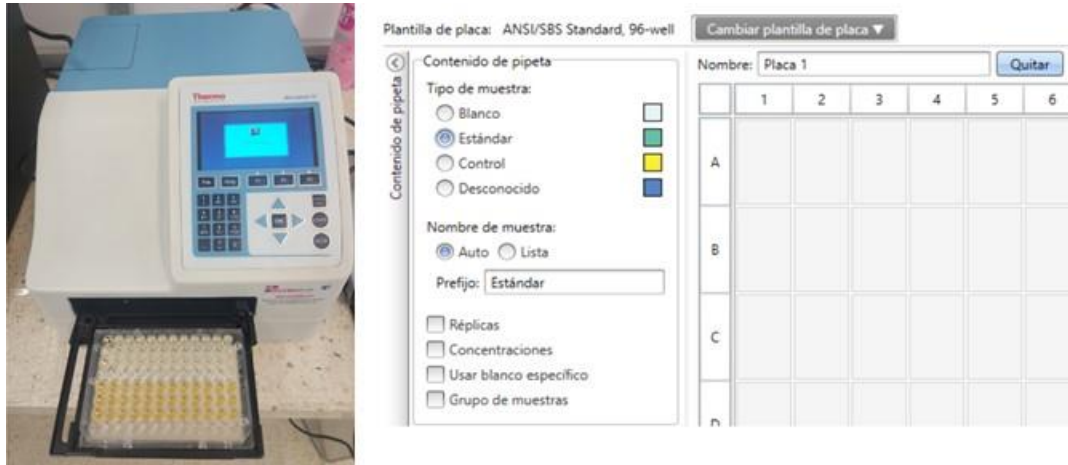 Thermo
Plantilla de placa: ANSI/SBS Standard, 96-well
Cambiar plantilla de placa ▼
Contenido de pipeta
Contenido de pipeta
Tipo de muestra:
Blanco
Estándar
Control
Desconocido
Nombre de muestra:
Auto
Lista
Prefijo: Estándar
Réplicas
Concentraciones
Usar blanco específico
Grupo de muestras
Nombre: Placa 1
Quitar
1 2 3 4 5 6
A
B
C
D